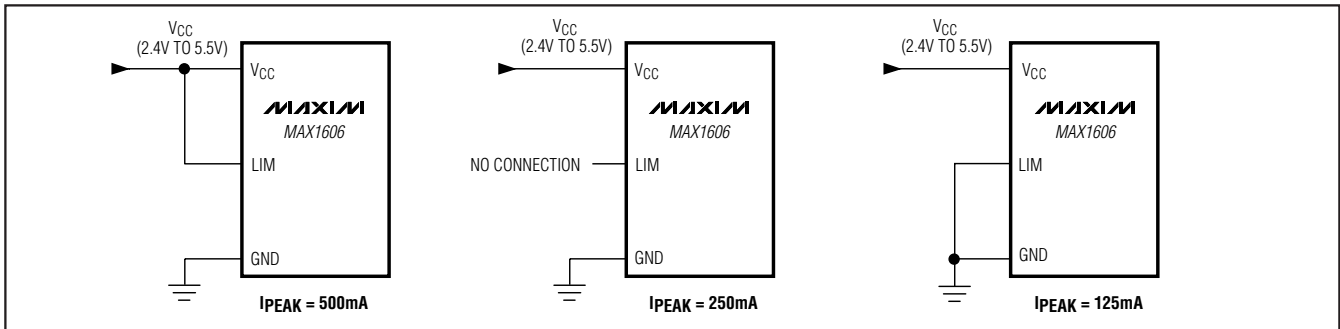 VCC
(2.4V TO 5.5V)
VCC
MAXIM
MAX1606
LIM
GND
IPEAK = 500mA
VCC
(2.4V TO 5.5V)
VCC
MAXIM
MAX1606
NO CONNECTION
LIM
GND
IPEAK = 250mA
VCC
(2.4V TO 5.5V)
VCC
MAXIM
MAX1606
LIM
GND
IPEAK = 125mA